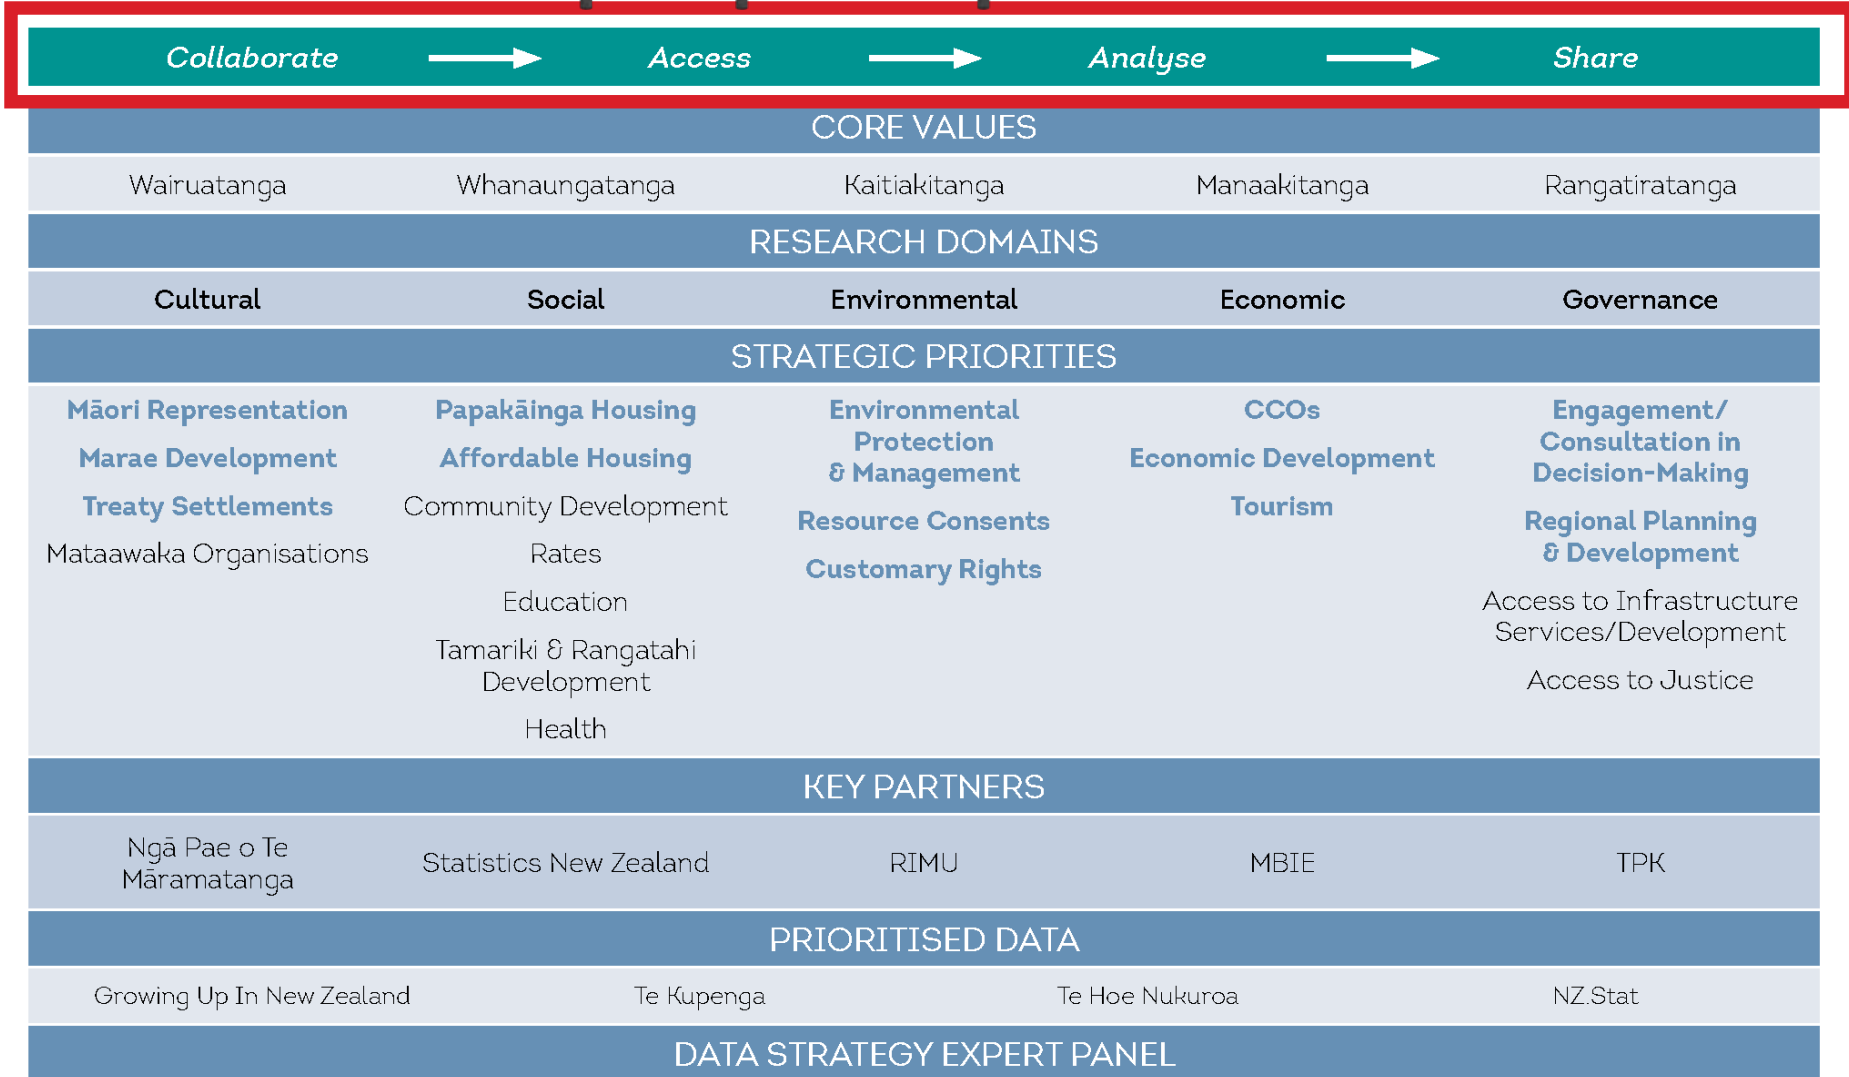 Collaborate → Access → Analyse → Share
CORE VALUES
Wairuatanga Whanaungatanga Kaitiakitanga Manaakitanga Rangatiratanga
RESEARCH DOMAINS
Cultural Social Environmental Economic Governance
STRATEGIC PRIORITIES
Māori Representation
Marae Development
Treaty Settlements
Mataawaka Organisations
Papakāinga Housing
Affordable Housing
Community Development
Rates
Education
Tamariki & Rangatahi
Development
Health
Environmental
Protection
& Management
Resource Consents
Customary Rights
CCOs
Economic Development
Tourism
Engagement/
Consultation in
Decision-Making
Regional Planning
& Development
Access to Infrastructure
Services/Development
Access to Justice
KEY PARTNERS
Ngā Pae o Te
Māramatanga
Statistics New Zealand
RIMU
MBIE
TPK
PRIORITISED DATA
Growing Up In New Zealand Te Kupenga Te Hoe Nukuroa NZ.Stat
DATA STRATEGY EXPERT PANEL